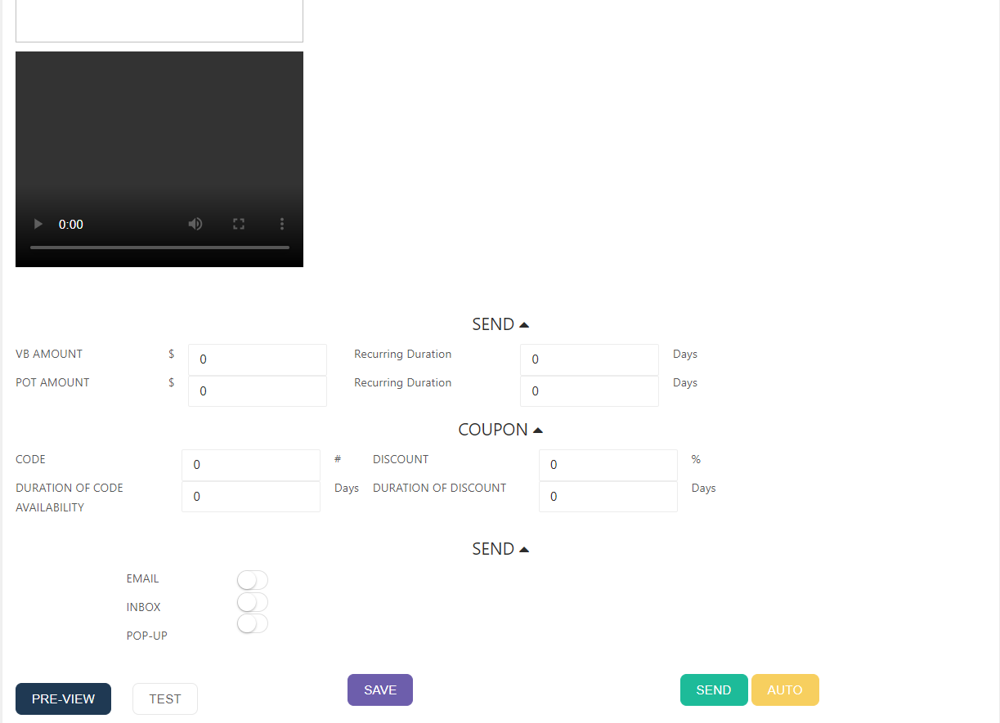 0:00
SEND
VB AMOUNT $ 0 Recurring Duration 0 Days
POT AMOUNT $ 0 Recurring Duration 0 Days
COUPON
CODE 0 # DISCOUNT 0 %
DURATION OF CODE AVAILABILITY 0 Days DURATION OF DISCOUNT 0 Days
SEND
EMAIL
INBOX
POP-UP
PRE-VIEW TEST SAVE SEND AUTO